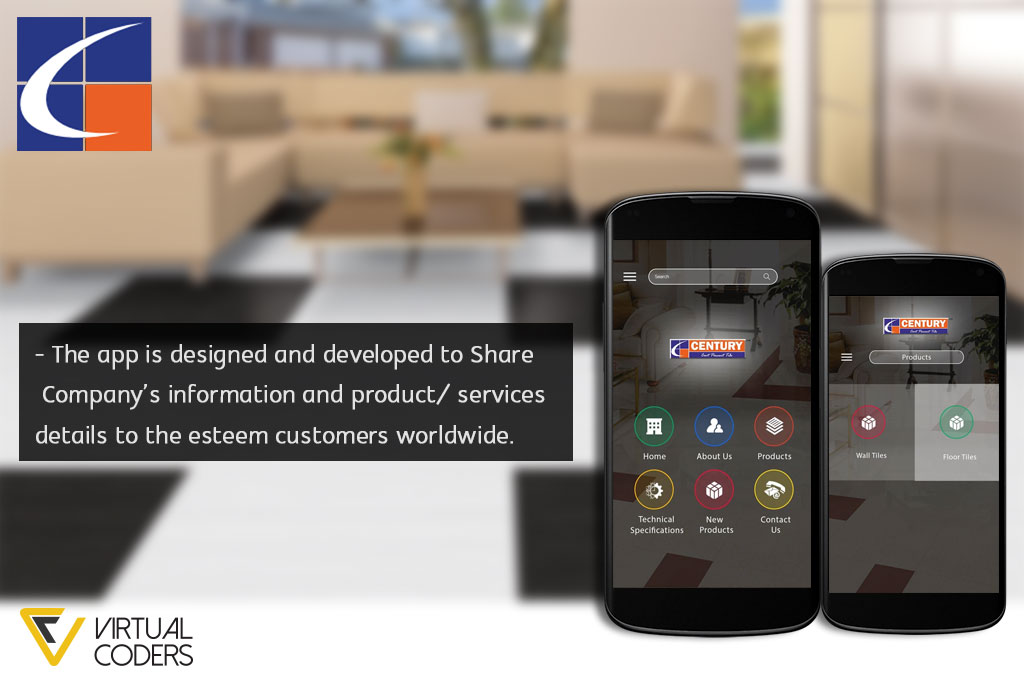 - The app is designed and developed to Share
Company's information and product/ services
details to the esteem customers worldwide.
Search
CENTURY
Home
About Us
Products
Technical
Specifications
New
Products
Contact
Us
CENTURY
Products
Wall Tiles
Floor Tiles
VIRTUAL
CODERS